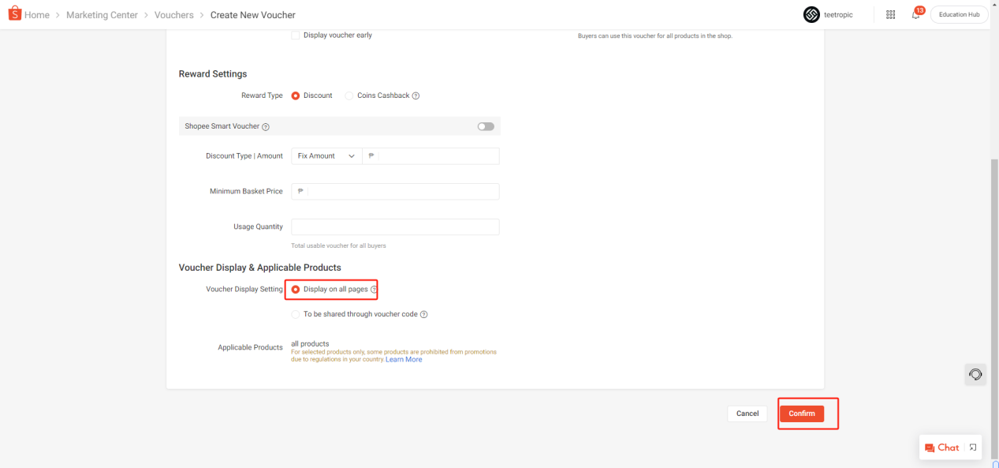 Home > Marketing Center > Vouchers > Create New Voucher
teetropic
13
Education Hub
Display voucher early
Buyers can use this voucher for all products in the shop.
Reward Settings
Reward Type Discount Coins Cashback ?
Shopee Smart Voucher ?
Discount Type | Amount Fix Amount ₱
Minimum Basket Price ₱
Usage Quantity
Total usable voucher for all buyers
Voucher Display & Applicable Products
Voucher Display Setting Display on all pages ?
To be shared through voucher code ?
Applicable Products all products
For selected products only, some products are prohibited from promotions
due to regulations in your country. Learn More
Cancel Confirm
Chat